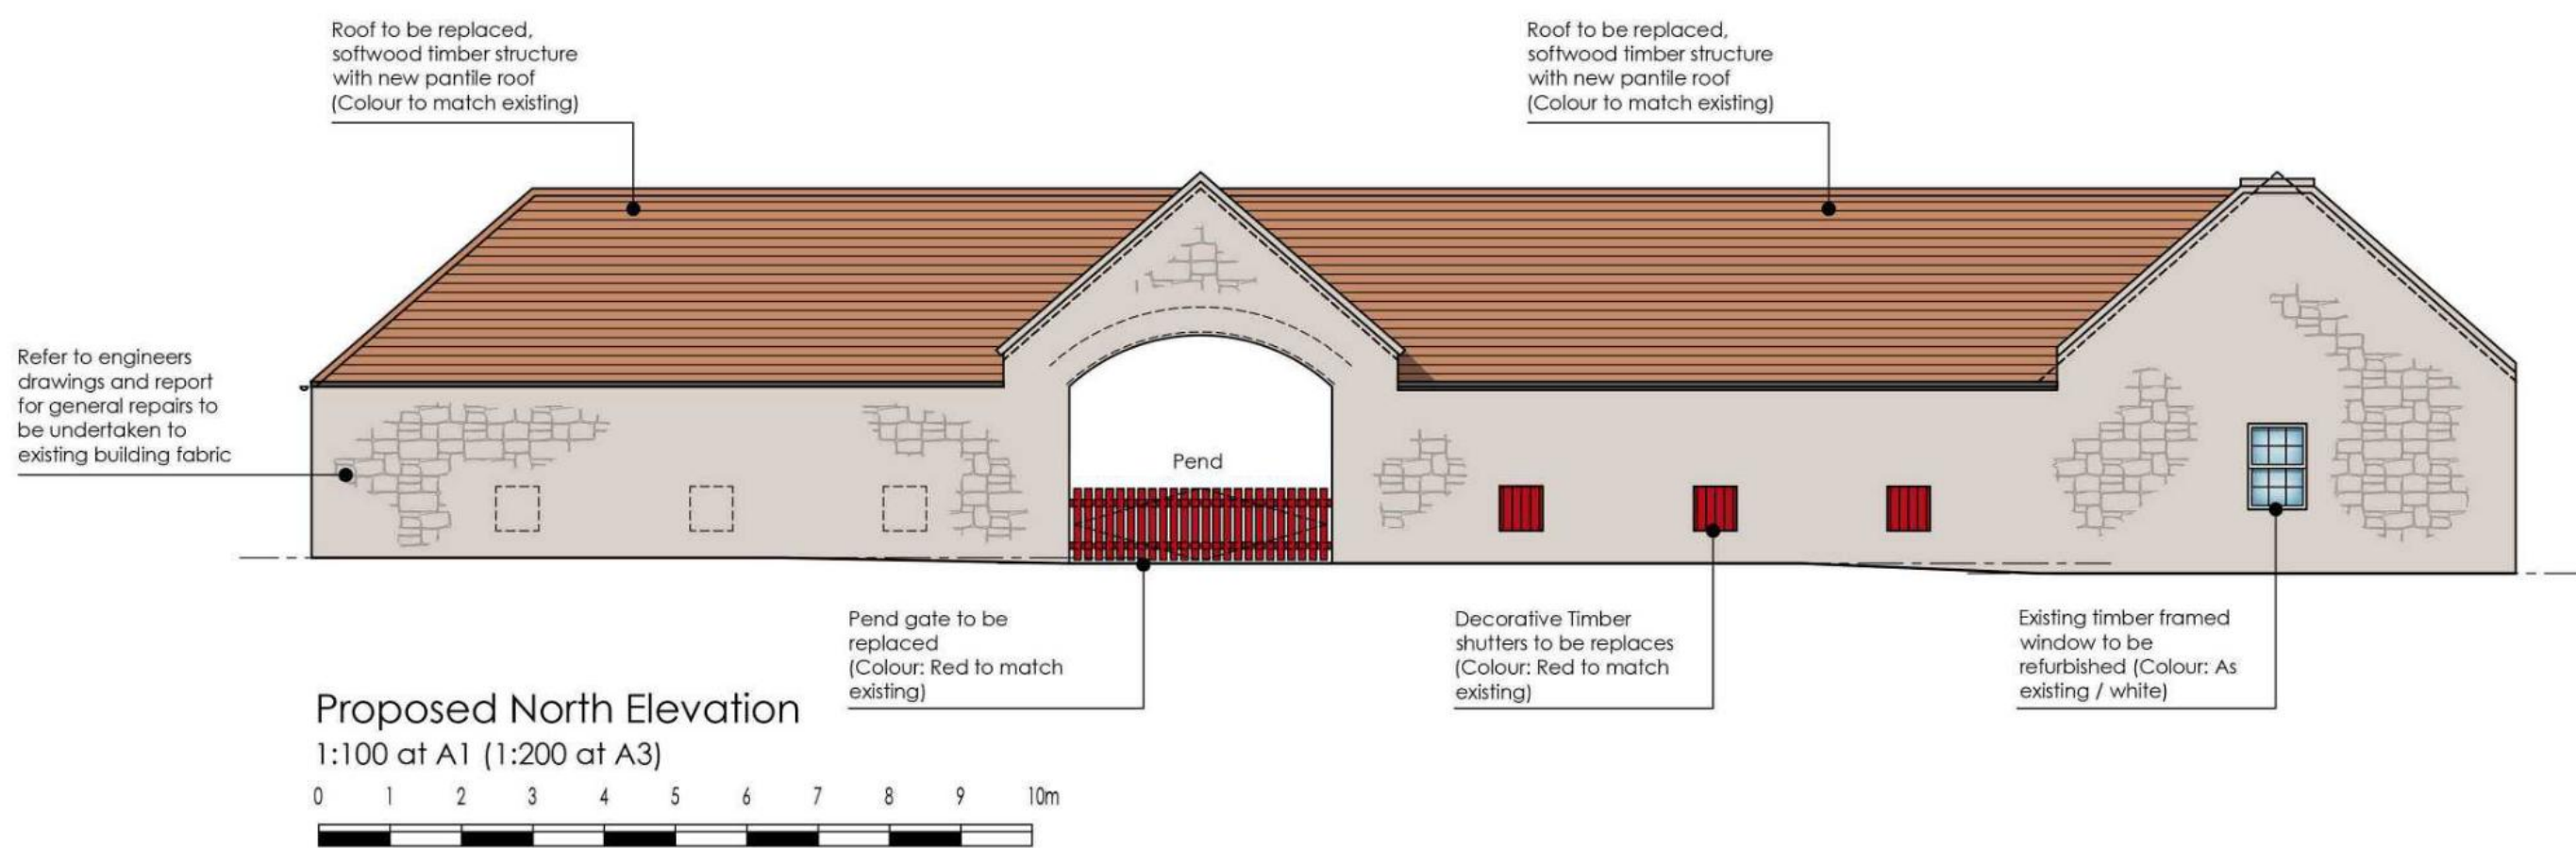 Roof to be replaced,
softwood timber structure
with new pantile roof
(Colour to match existing)
Roof to be replaced,
softwood timber structure
with new pantile roof
(Colour to match existing)
Refer to engineers
drawings and report
for general repairs to
be undertaken to
existing building fabric
Pend
Pend gate to be
replaced
(Colour: Red to match
existing)
Decorative Timber
shutters to be replaces
(Colour: Red to match
existing)
Existing timber framed
window to be
refurbished (Colour: As
existing / white)
Proposed North Elevation
1:100 at A1 (1:200 at A3)
0 1 2 3 4 5 6 7 8 9 10m